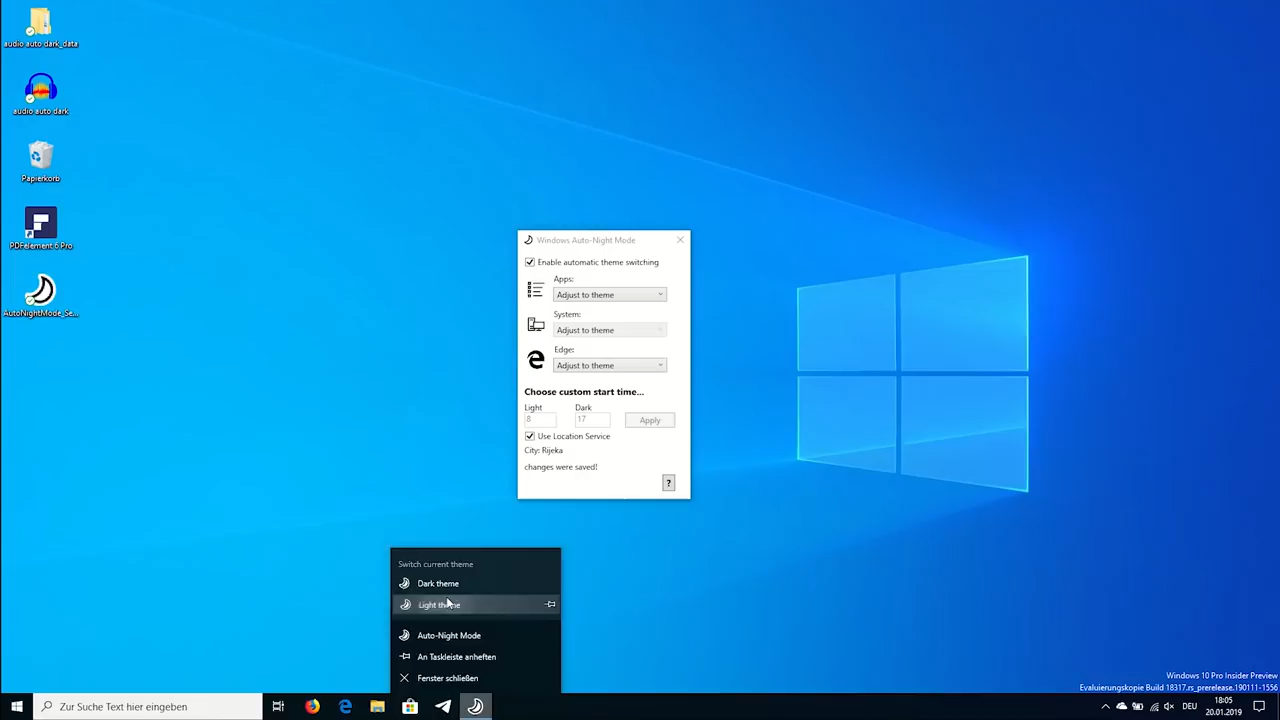 audio auto dark_data
audio auto dark
Papierkorb
PDFelement 6 Pro
AutoNightMode_Se...
Windows Auto-Night Mode
Enable automatic theme switching
Apps:
Adjust to theme
System:
Adjust to theme
Edge:
Adjust to theme
Choose custom start time...
Light Dark
8 17 Apply
Use Location Service
City: Rijeka
changes were saved!
?
Switch current theme
Dark theme
Light theme
Auto-Night Mode
An Taskleiste anheften
Fenster schließen
Windows 10 Pro Insider Preview
Evaluierungskopie Build 18317.rs_prerelease.190111-1556
Zur Suche Text hier eingeben
18:05
20.01.2019